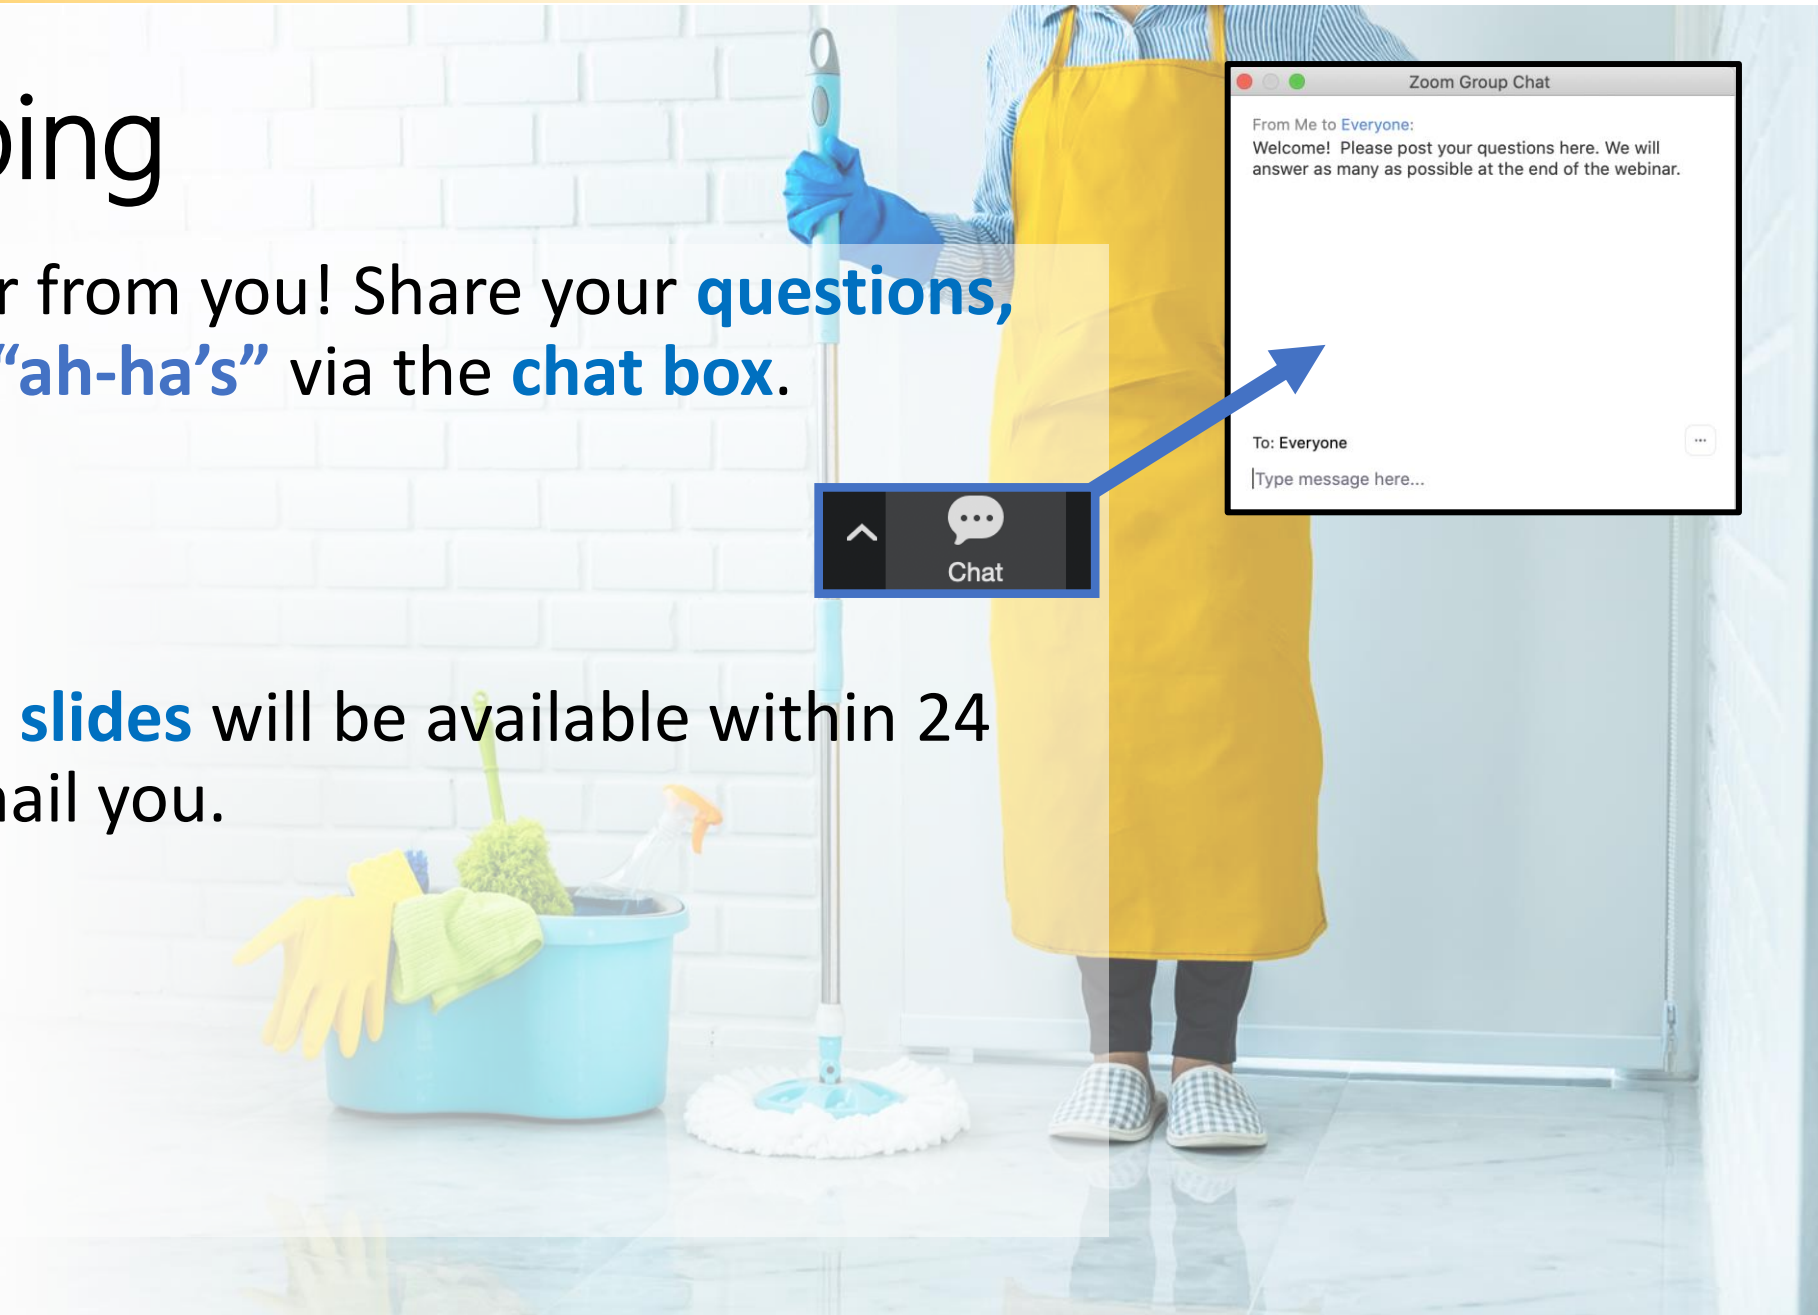 ping
r from you! Share your questions,
“ah-ha’s” via the chat box.
slides will be available within 24
ail you.
Zoom Group Chat
From Me to Everyone:
Welcome!  Please post your questions here. We will
answer as many as possible at the end of the webinar.
To: Everyone
Type message here...
Chat